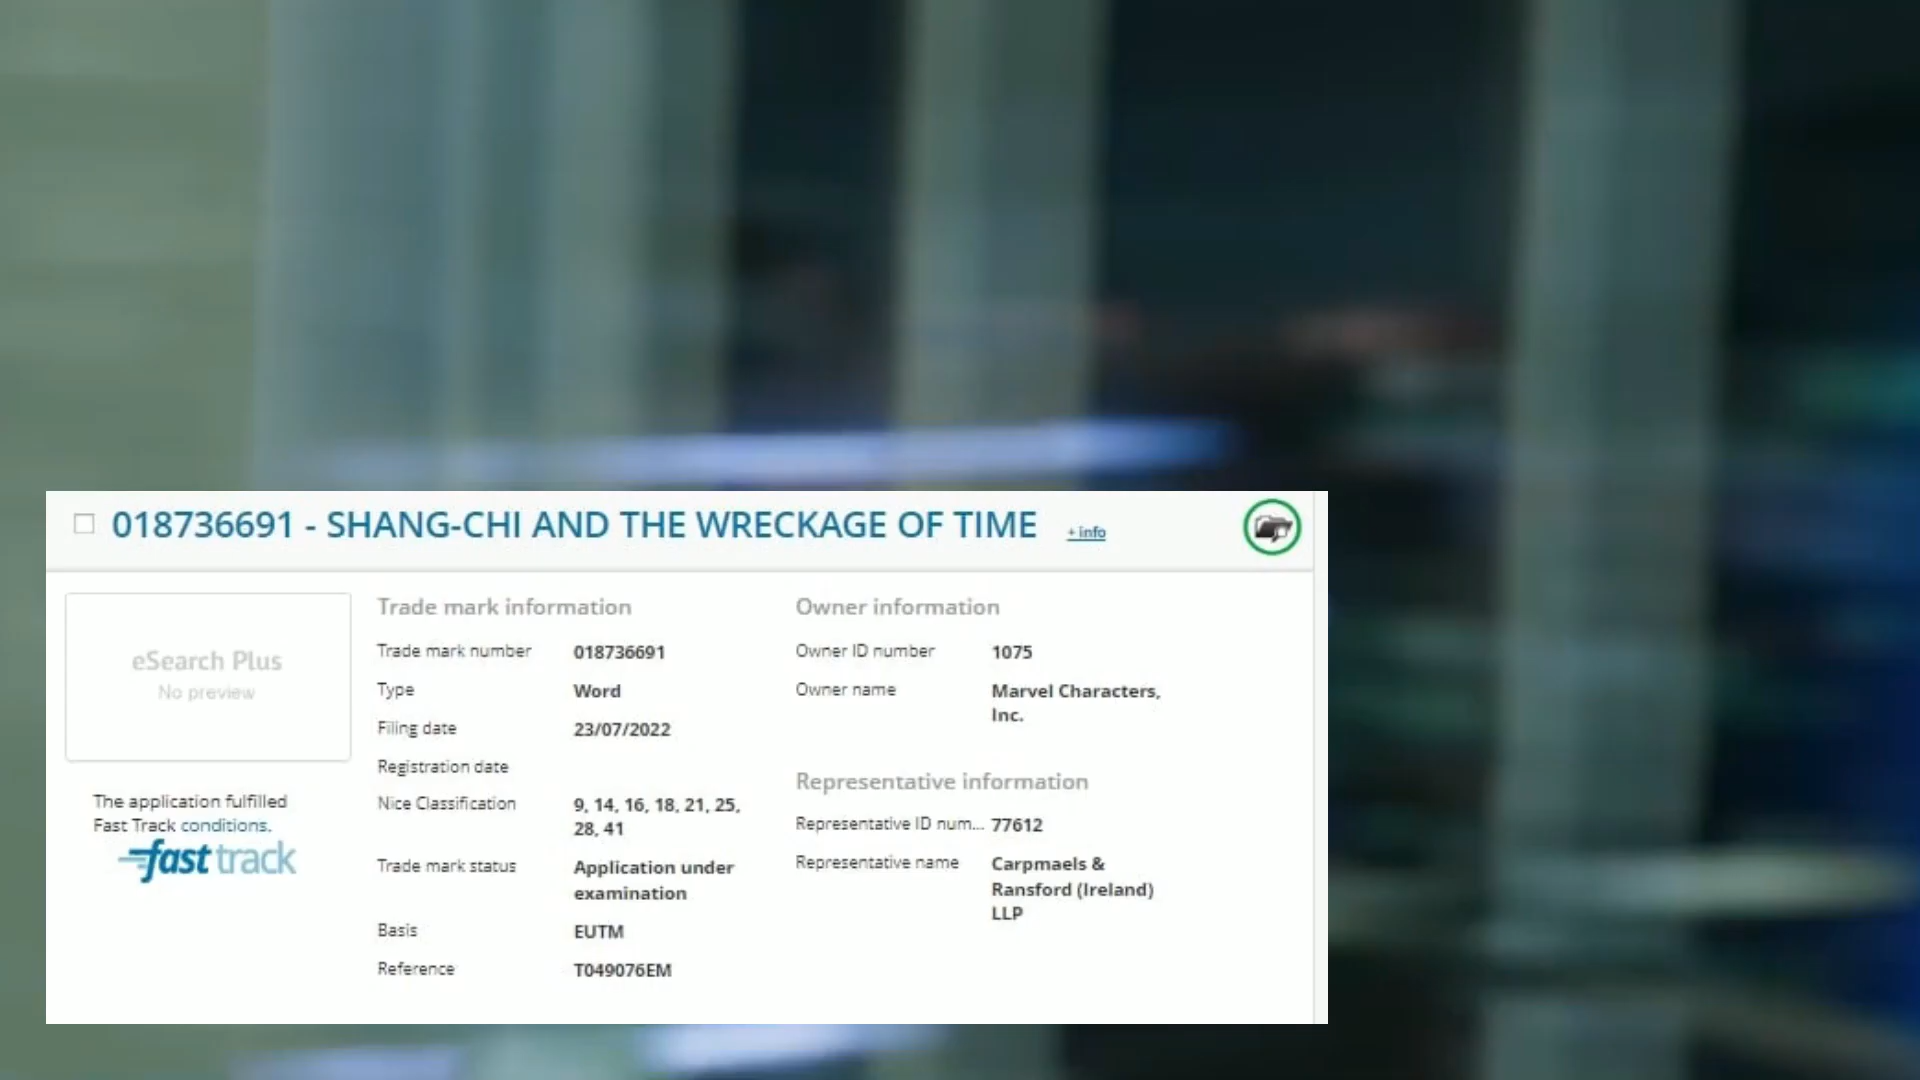 018736691 - SHANG-CHI AND THE WRECKAGE OF TIME + info
eSearch Plus
No preview
The application fulfilled
Fast Track conditions.
fast track
Trade mark information
Trade mark number 018736691
Type Word
Filing date 23/07/2022
Registration date
Nice Classification 9, 14, 16, 18, 21, 25,
28, 41
Trade mark status Application under
examination
Basis EUTM
Reference T049076EM
Owner information
Owner ID number 1075
Owner name Marvel Characters,
Inc.
Representative information
Representative ID num... 77612
Representative name Carpmaels &
Ransford (Ireland)
LLP